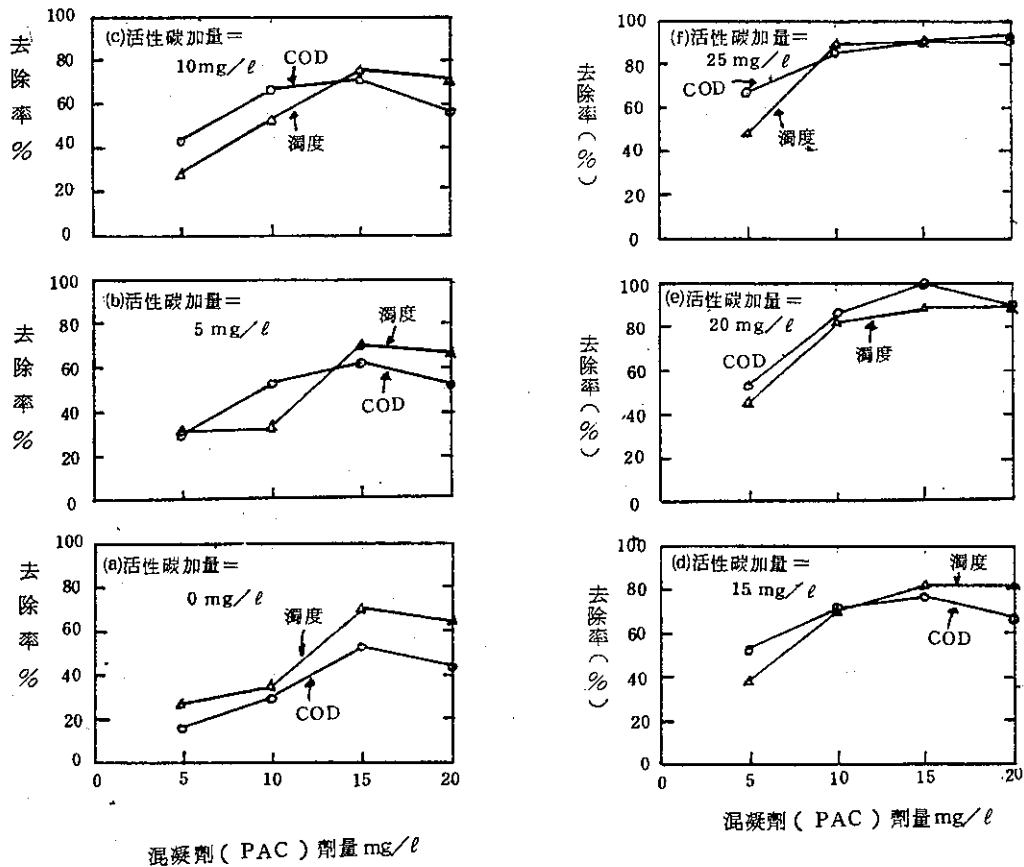 去除率%
100
80
60
40
20
0
(c)活性碳加量=
10mg/ℓ
COD
濁度
去除率%
100
80
60
40
20
0
(b)活性碳加量=
5 mg/ℓ
濁度
COD
去除率%
100
80
60
40
20
0
(a)活性碳加量=
0 mg/ℓ
濁度
COD
0 5 10 15 20
混凝劑(PAC)劑量mg/ℓ
去除率(%)
100
80
60
40
20
0
(f)活性碳加量=
25 mg/ℓ
COD
濁度
去除率(%)
100
80
60
40
20
0
(e)活性碳加量=
20 mg/ℓ
COD
濁度
去除率(%)
100
80
60
40
20
0
(d)活性碳加量=
15 mg/ℓ
濁度
COD
0 5 10 15 20
混凝劑(PAC)劑量mg/ℓ